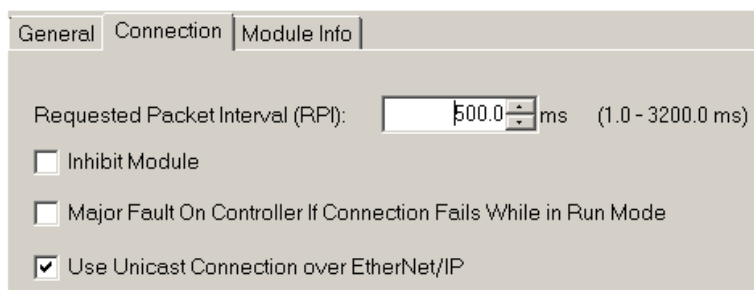 General Connection Module Info
Requested Packet Interval (RPI): 500.0 ms (1.0 - 3200.0 ms)
Inhibit Module
Major Fault On Controller If Connection Fails While in Run Mode
Use Unicast Connection over EtherNet/IP